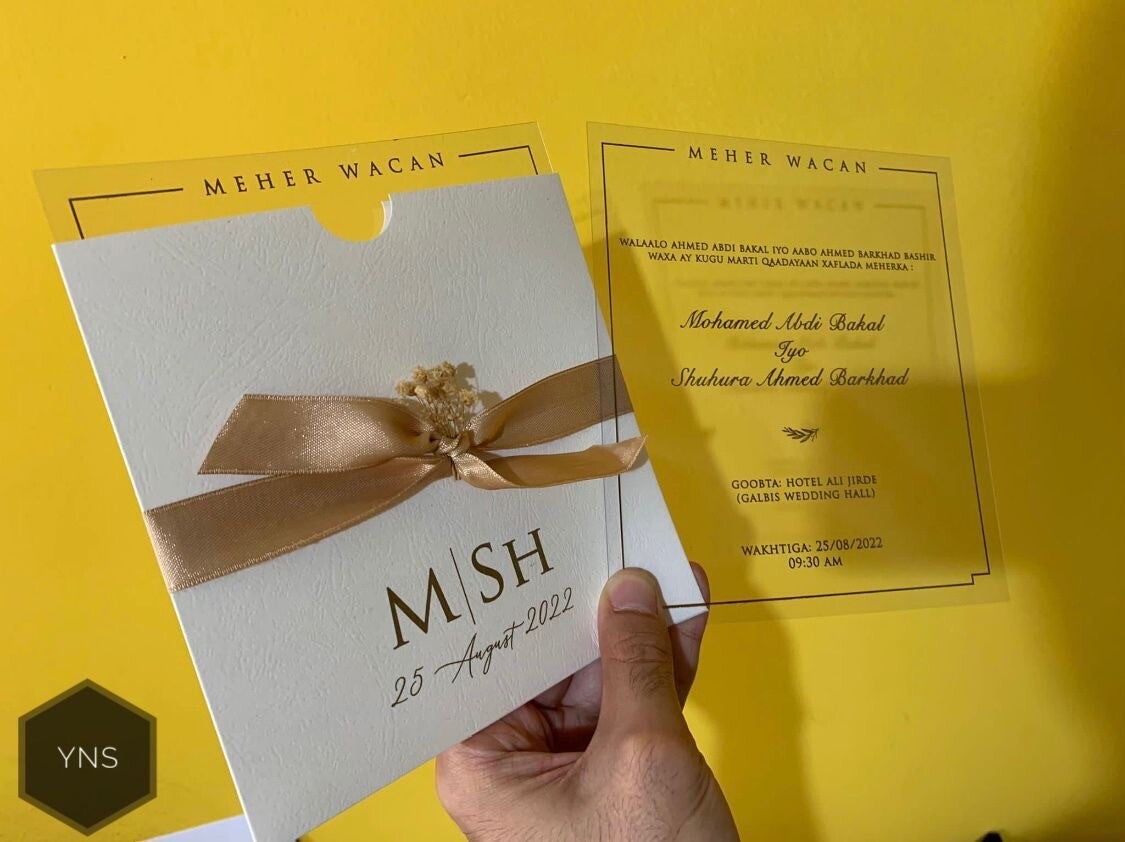 MEHER WACAN
M|SH
25 August 2022
MEHER WACAN
WALAALO AHMED ABDI BAKAL IYO AABO AHMED BARKHAD BASHIR
WAXA AY KUGU MARTI QAADAYAAN XAFLADA MEHERKA :
Mohamed Abdi Bakal
Iyo
Shuhura Ahmed Barkhad
GOOBTA: HOTEL ALI JIRDE
(GALBIS WEDDING HALL)
WAKHTIGA: 25/08/2022
09:30 AM
YNS